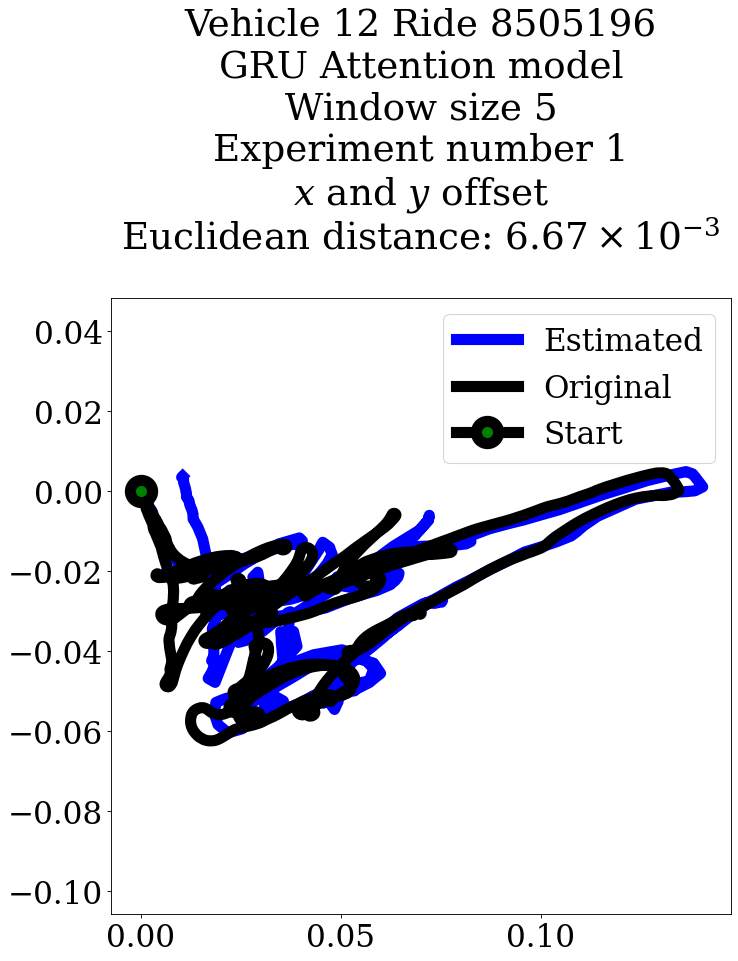 Vehicle 12 Ride 8505196
GRU Attention model
Window size 5
Experiment number 1
x and y offset
Euclidean distance: 6.67 × 10⁻³
Estimated
Original
Start
0.04
0.02
0.00
−0.02
−0.04
−0.06
−0.08
−0.10
0.00 0.05 0.10